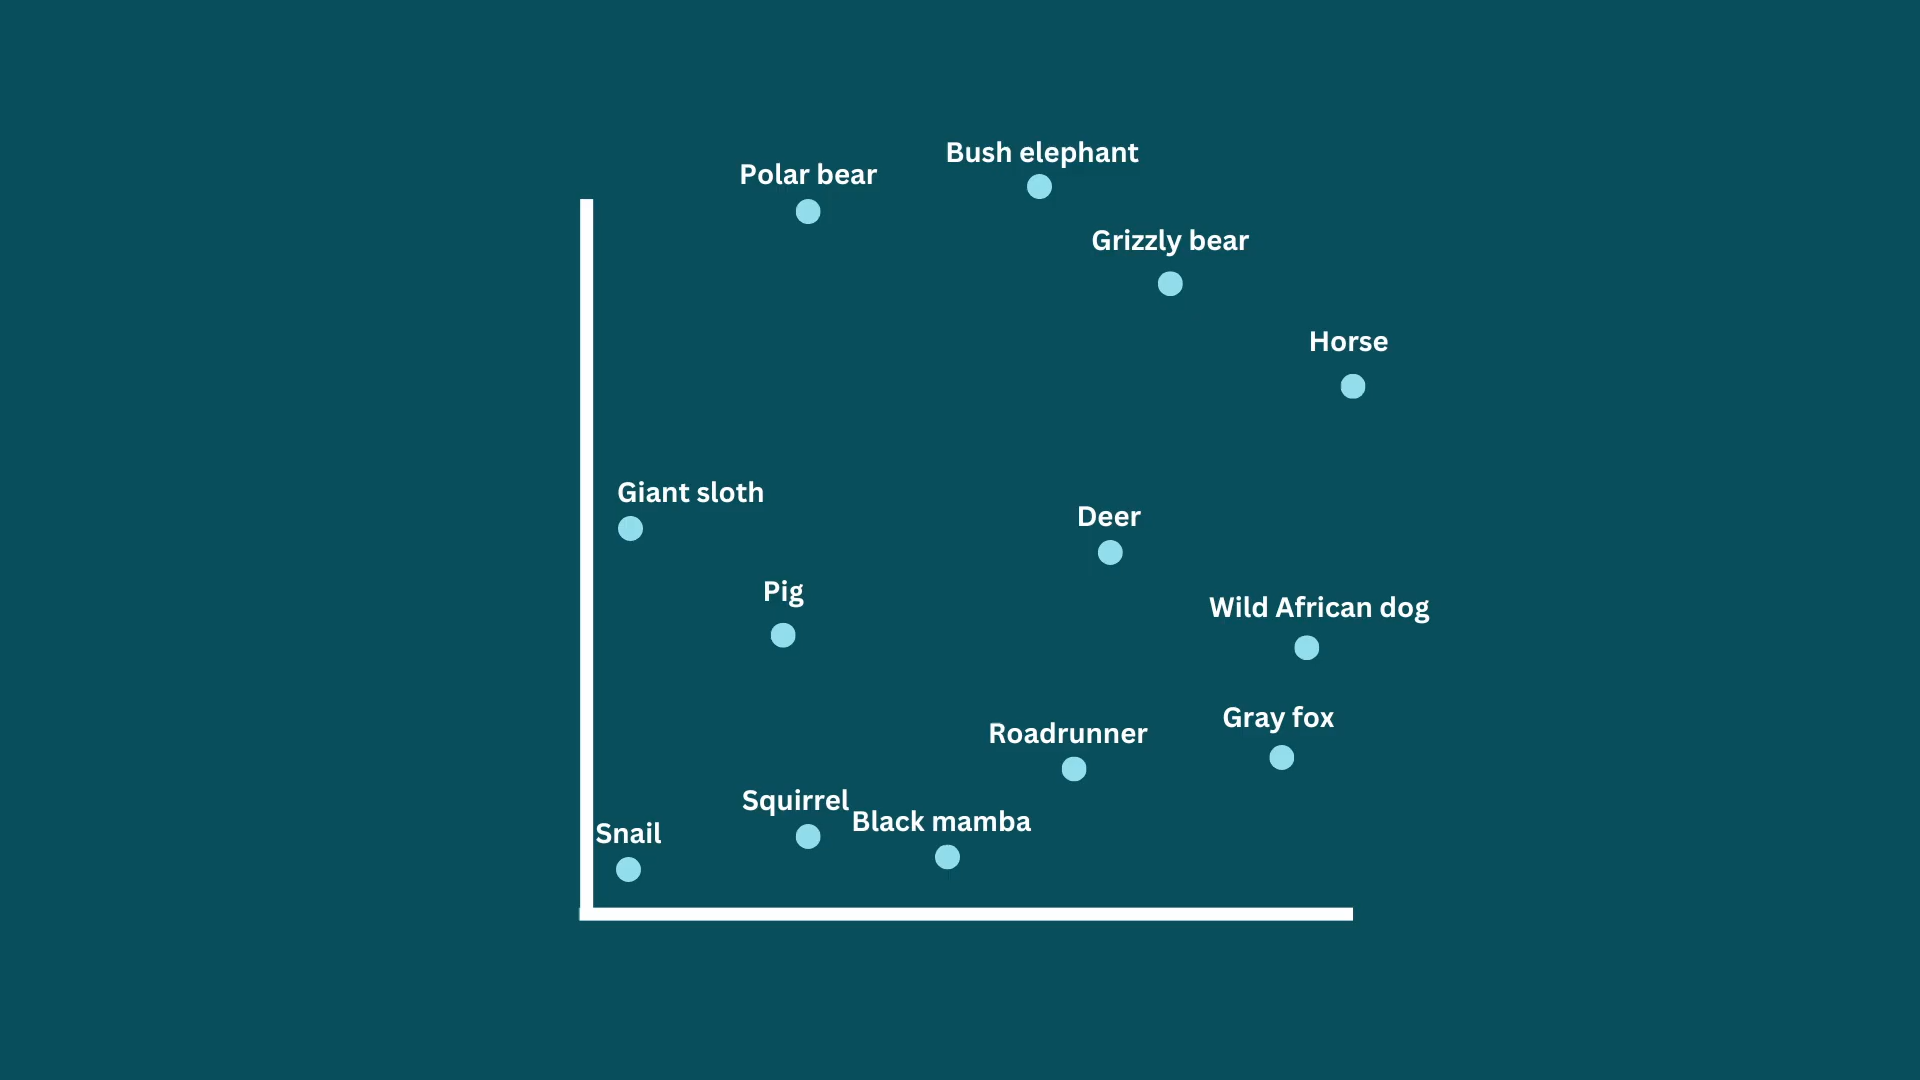 Bush elephant
Polar bear
Grizzly bear
Horse
Giant sloth
Deer
Pig
Wild African dog
Gray fox
Roadrunner
Squirrel
Black mamba
Snail